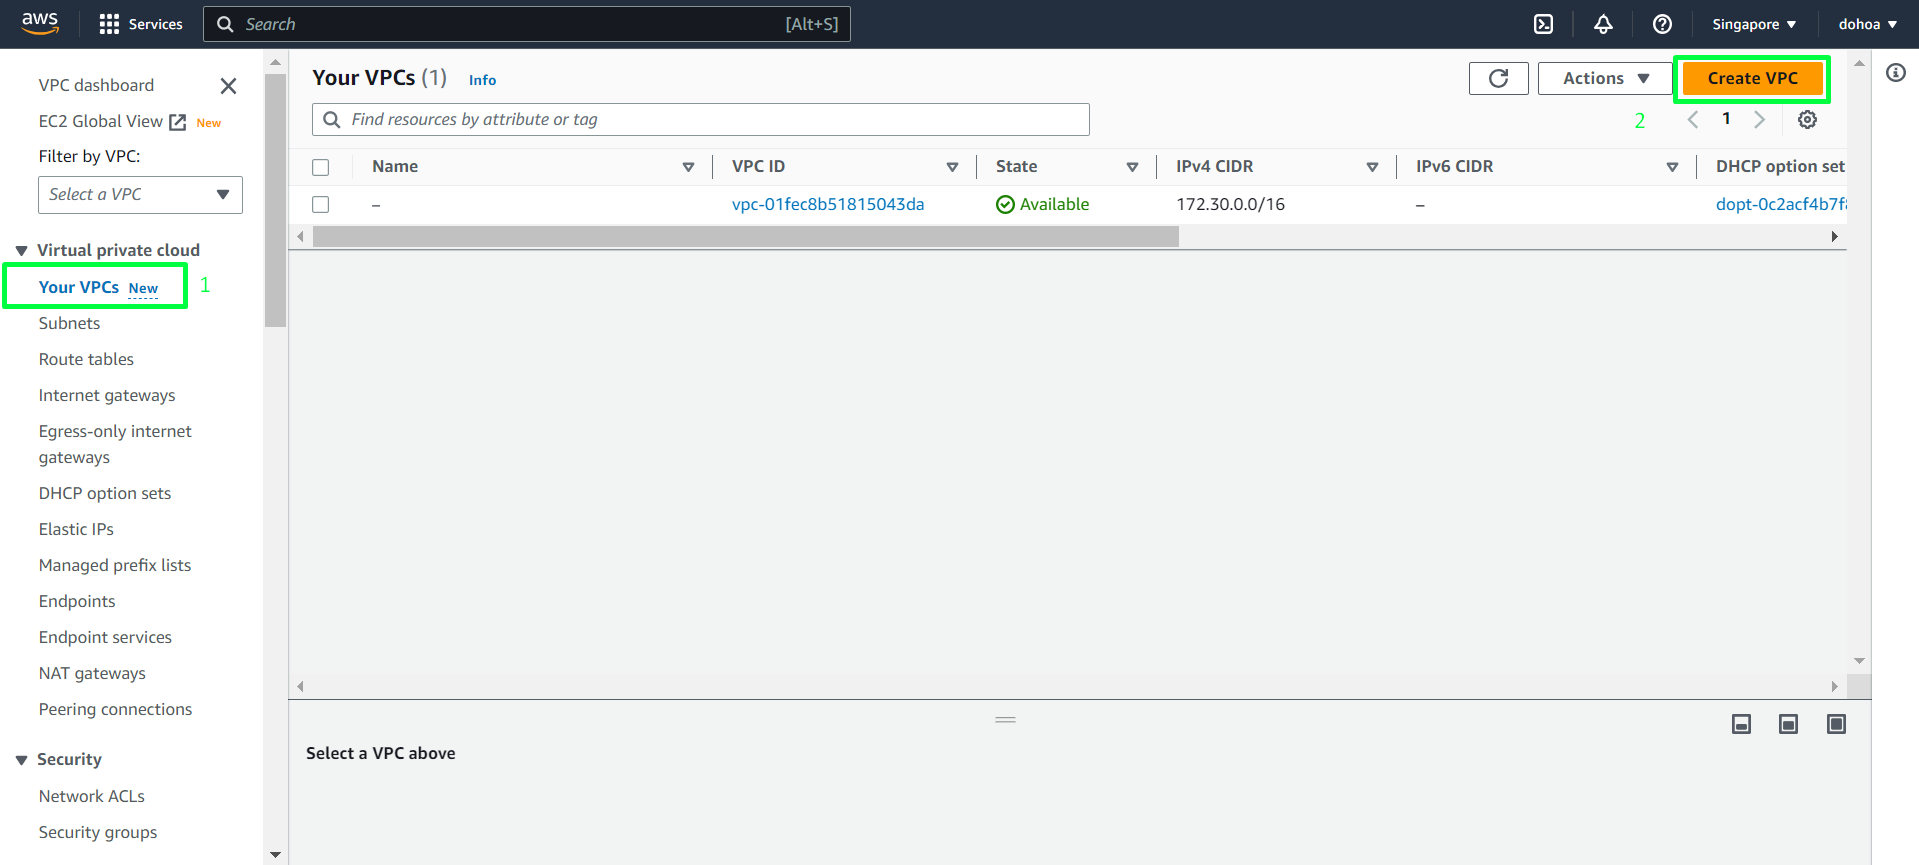 aws Services Search [Alt+S] Singapore dohoa
VPC dashboard
EC2 Global View New
Filter by VPC:
Select a VPC
Virtual private cloud
Your VPCs New 1
Subnets
Route tables
Internet gateways
Egress-only internet
gateways
DHCP option sets
Elastic IPs
Managed prefix lists
Endpoints
Endpoint services
NAT gateways
Peering connections
Security
Network ACLs
Security groups
Your VPCs (1) Info Actions Create VPC
Find resources by attribute or tag 2 1
Name VPC ID State IPv4 CIDR IPv6 CIDR DHCP option set
– vpc-01fec8b51815043da Available 172.30.0.0/16 – dopt-0c2acf4b7f
Select a VPC above